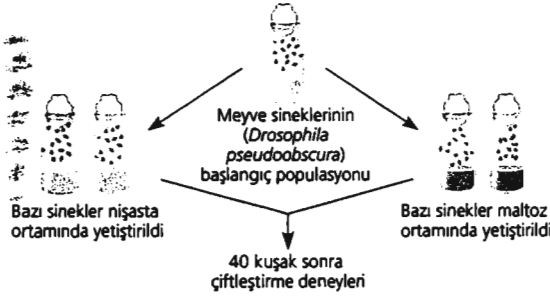 Meyve sineklerinin
(Drosophila
pseudoobscura)
başlangıç populasyonu
Bazı sinekler nişasta
ortamında yetiştirildi
Bazı sinekler maltoz
ortamında yetiştirildi
40 kuşak sonra
çiftleştirme deneyleri